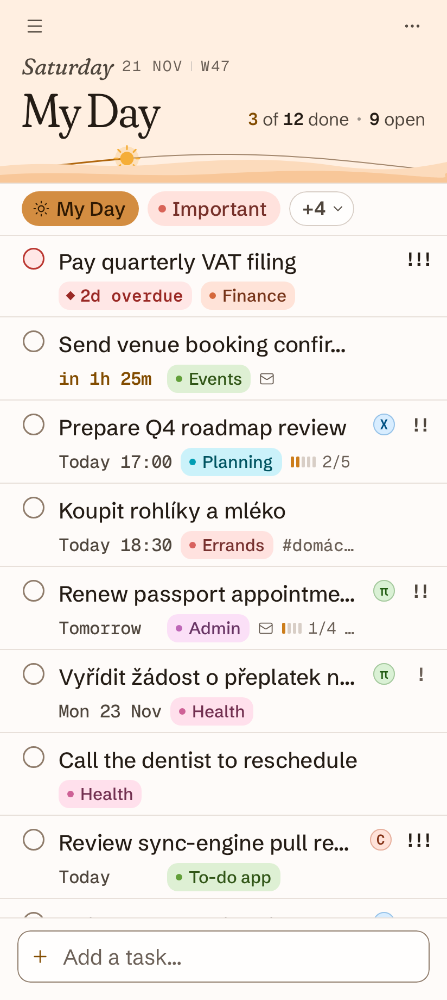 Saturday 21 NOV W47
My Day
3 of 12 done • 9 open
My Day
Important
+4
Pay quarterly VAT filing !!!
2d overdue Finance
Send venue booking confir…
in 1h 25m Events
Prepare Q4 roadmap review X !!
Today 17:00 Planning 2/5
Koupit rohlíky a mléko
Today 18:30 Errands #domác…
Renew passport appointme… π !!
Tomorrow Admin 1/4 …
Vyřídit žádost o přeplatek n… π !
Mon 23 Nov Health
Call the dentist to reschedule
Health
Review sync-engine pull re… C !!!
Today To-do app
+ Add a task…